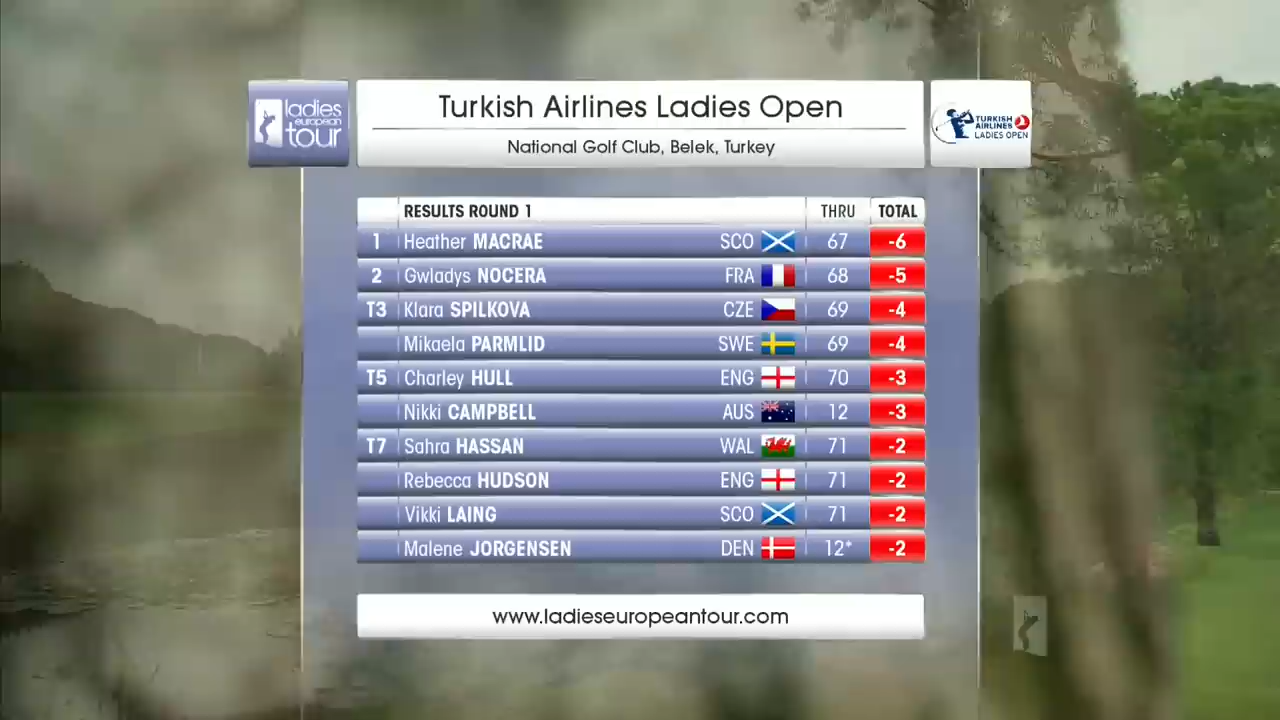 ladies european tour
Turkish Airlines Ladies Open
National Golf Club, Belek, Turkey
TURKISH AIRLINES LADIES OPEN
RESULTS ROUND 1 THRU TOTAL
1 Heather MACRAE SCO 67 -6
2 Gwladys NOCERA FRA 68 -5
T3 Klara SPILKOVA CZE 69 -4
Mikaela PARMLID SWE 69 -4
T5 Charley HULL ENG 70 -3
Nikki CAMPBELL AUS 12 -3
T7 Sahra HASSAN WAL 71 -2
Rebecca HUDSON ENG 71 -2
Vikki LAING SCO 71 -2
Malene JORGENSEN DEN 12* -2
www.ladieseuropeantour.com